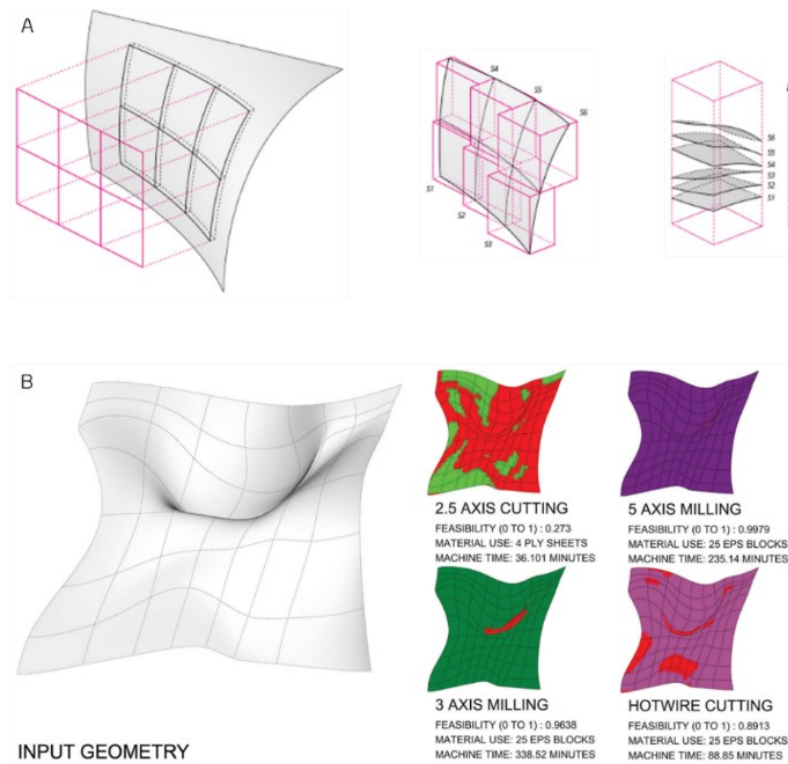 A
S4
S5
S6
S1
S2
S3
S6
S5
S4
S3
S2
S1
B
2.5 AXIS CUTTING
FEASIBILITY (0 TO 1) : 0.273
MATERIAL USE: 4 PLY SHEETS
MACHINE TIME: 36.101 MINUTES
5 AXIS MILLING
FEASIBILITY (0 TO 1) : 0.9979
MATERIAL USE: 25 EPS BLOCKS
MACHINE TIME: 235.14 MINUTES
3 AXIS MILLING
FEASIBILITY (0 TO 1) : 0.9638
MATERIAL USE: 25 EPS BLOCKS
MACHINE TIME: 338.52 MINUTES
HOTWIRE CUTTING
FEASIBILITY (0 TO 1) : 0.8913
MATERIAL USE: 25 EPS BLOCKS
MACHINE TIME: 88.85 MINUTES
INPUT GEOMETRY